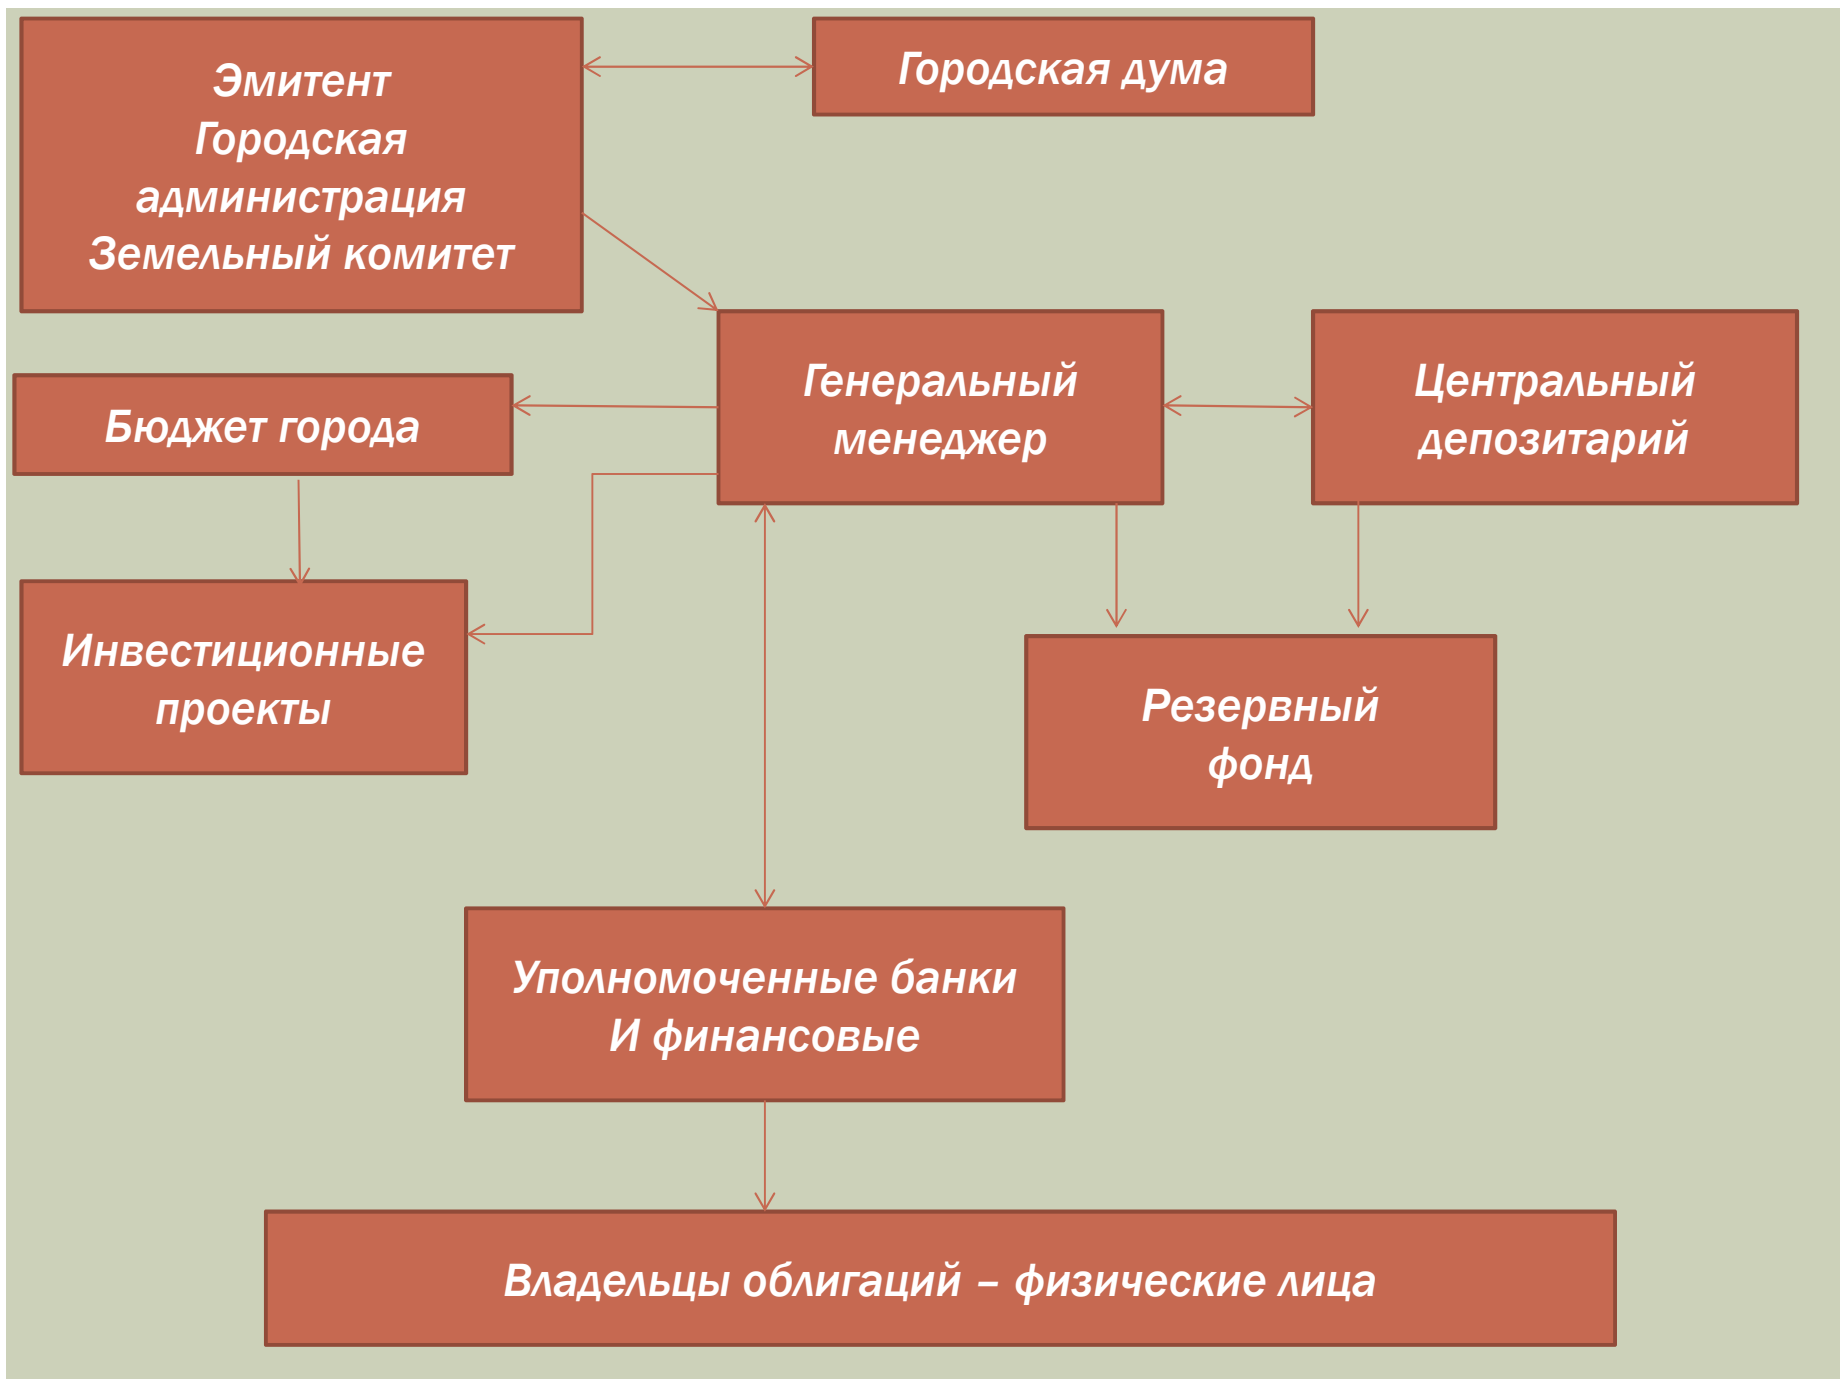 Эмитент
Городская
администрация
Земельный комитет
Городская дума
Генеральный
менеджер
Центральный
депозитарий
Бюджет города
Инвестиционные
проекты
Резервный
фонд
Уполномоченные банки
И финансовые
Владельцы облигаций – физические лица